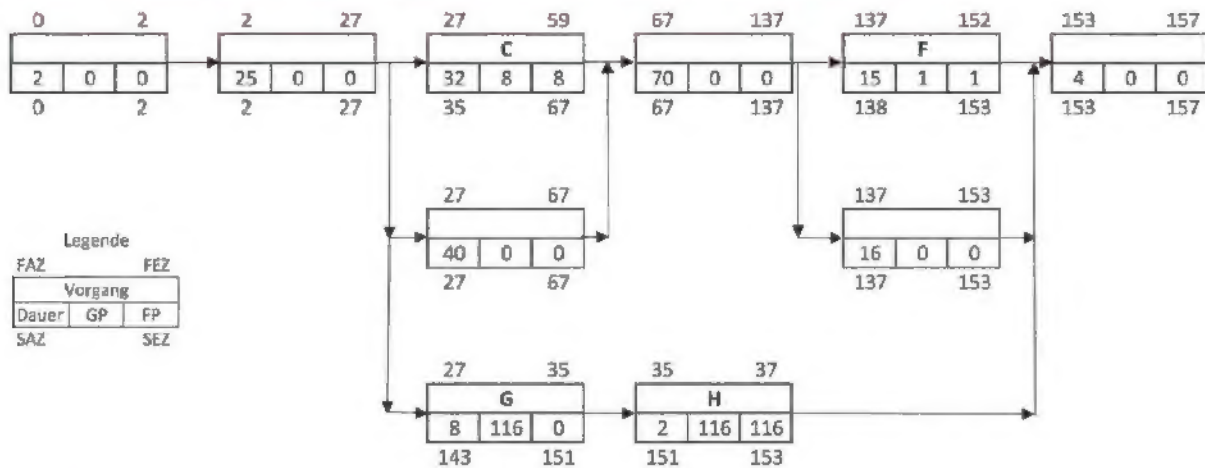 0 2 2 27 27 59 67 137 137 152 153 157
C F
2 0 0 25 0 0 32 8 8 70 0 0 15 1 1 4 0 0
0 2 2 27 35 67 67 137 138 153 153 157
27 67 137 153
40 0 0 16 0 0
27 67 137 153
Legende
FAZ FEZ
Vorgang
Dauer GP FP
SAZ SEZ
27 35 35 37
G H
8 116 0 2 116 116
143 151 151 153